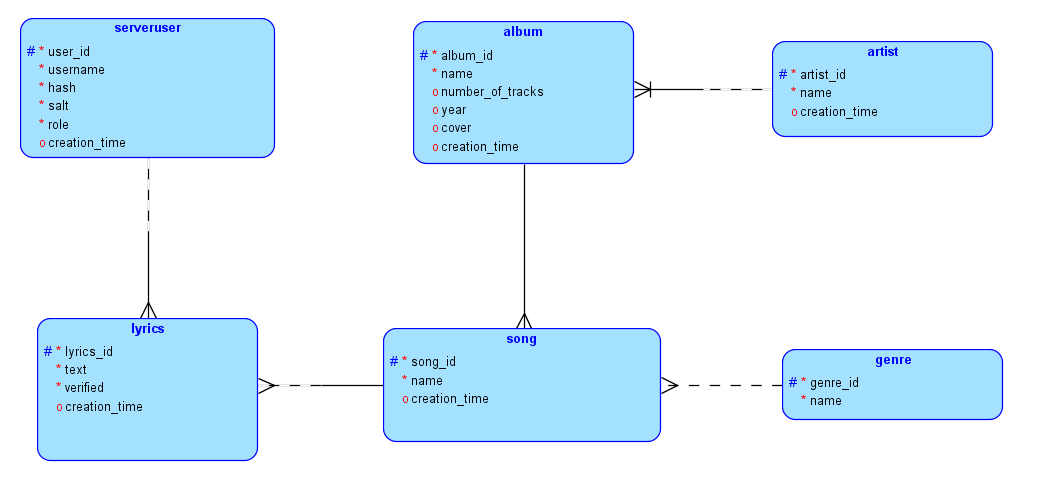 serveruser
# * user_id
* username
* hash
* salt
* role
o creation_time
album
# * album_id
* name
o number_of_tracks
o year
o cover
o creation_time
artist
# * artist_id
* name
o creation_time
lyrics
# * lyrics_id
* text
* verified
o creation_time
song
# * song_id
* name
o creation_time
genre
# * genre_id
* name